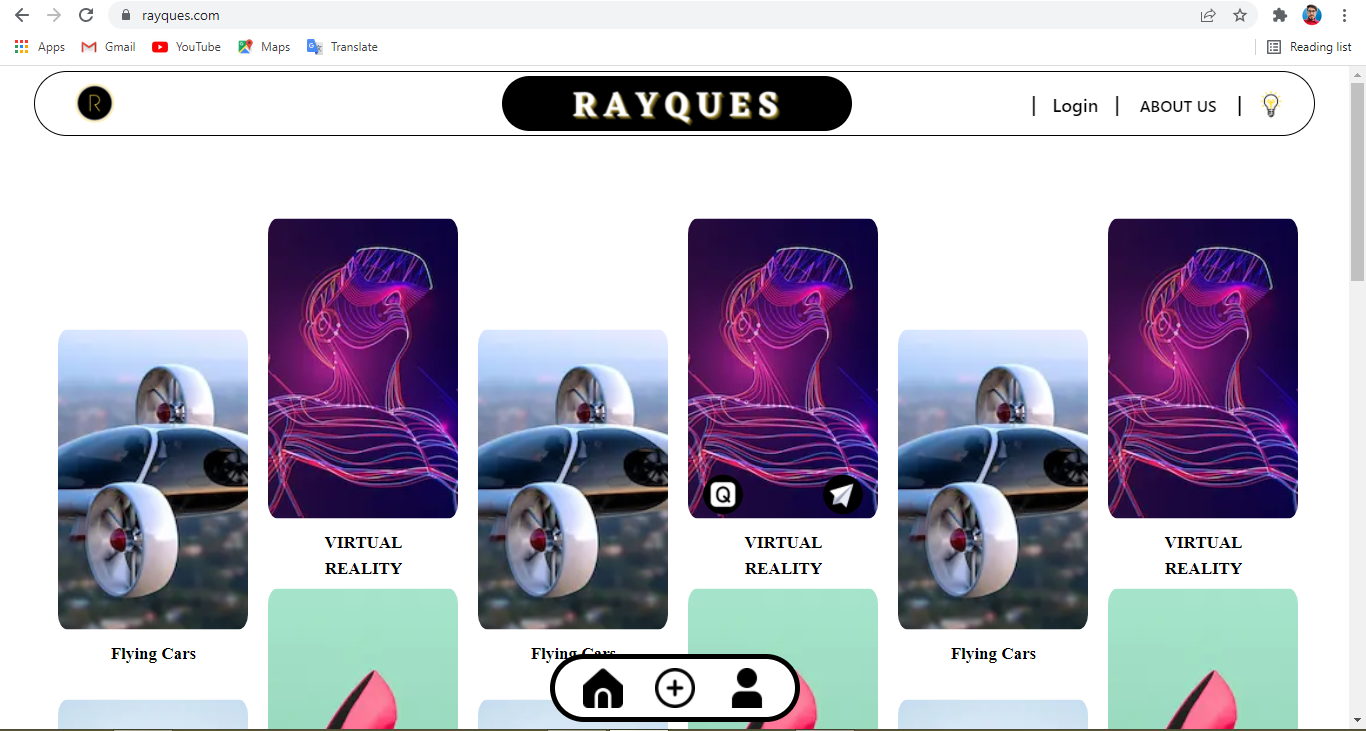 rayques.com
Apps Gmail YouTube Maps Translate Reading list
R RAYQUES | Login | ABOUT US |
Q
VIRTUAL REALITY
VIRTUAL REALITY
VIRTUAL REALITY
Flying Cars
Flying Cars
Flying Cars